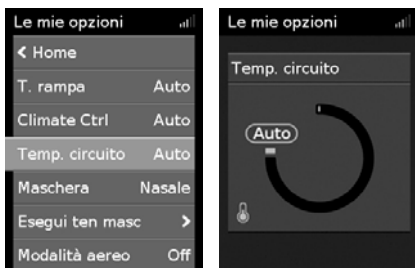 Le mie opzioni
< Home
T. rampa Auto
Climate Ctrl Auto
Temp. circuito Auto
Maschera Nasale
Esegui ten masc >
Modalità aereo Off
Le mie opzioni
Temp. circuito
Auto